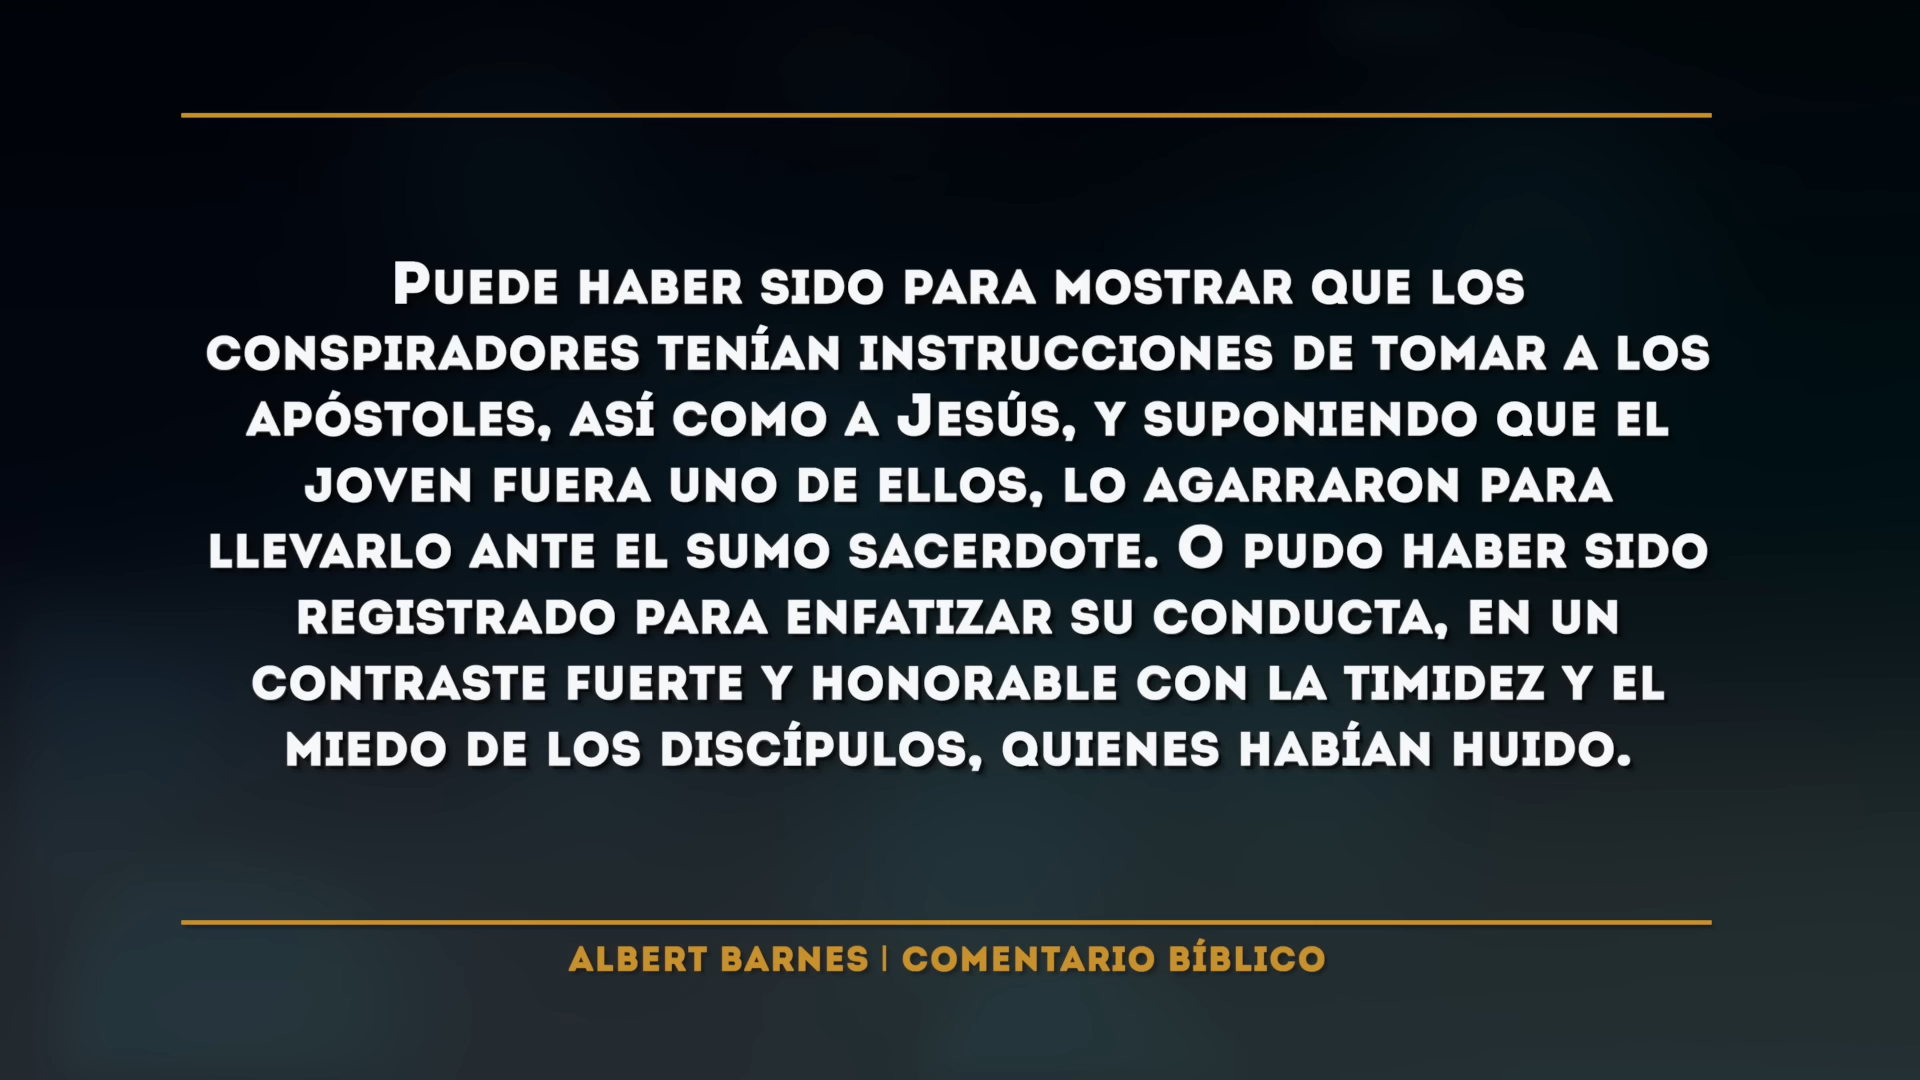 Puede haber sido para mostrar que los
conspiradores tenían instrucciones de tomar a los
apóstoles, así como a Jesús, y suponiendo que el
joven fuera uno de ellos, lo agarraron para
llevarlo ante el sumo sacerdote. O pudo haber sido
registrado para enfatizar su conducta, en un
contraste fuerte y honorable con la timidez y el
miedo de los discípulos, quienes habían huido.
ALBERT BARNES | COMENTARIO BÍBLICO